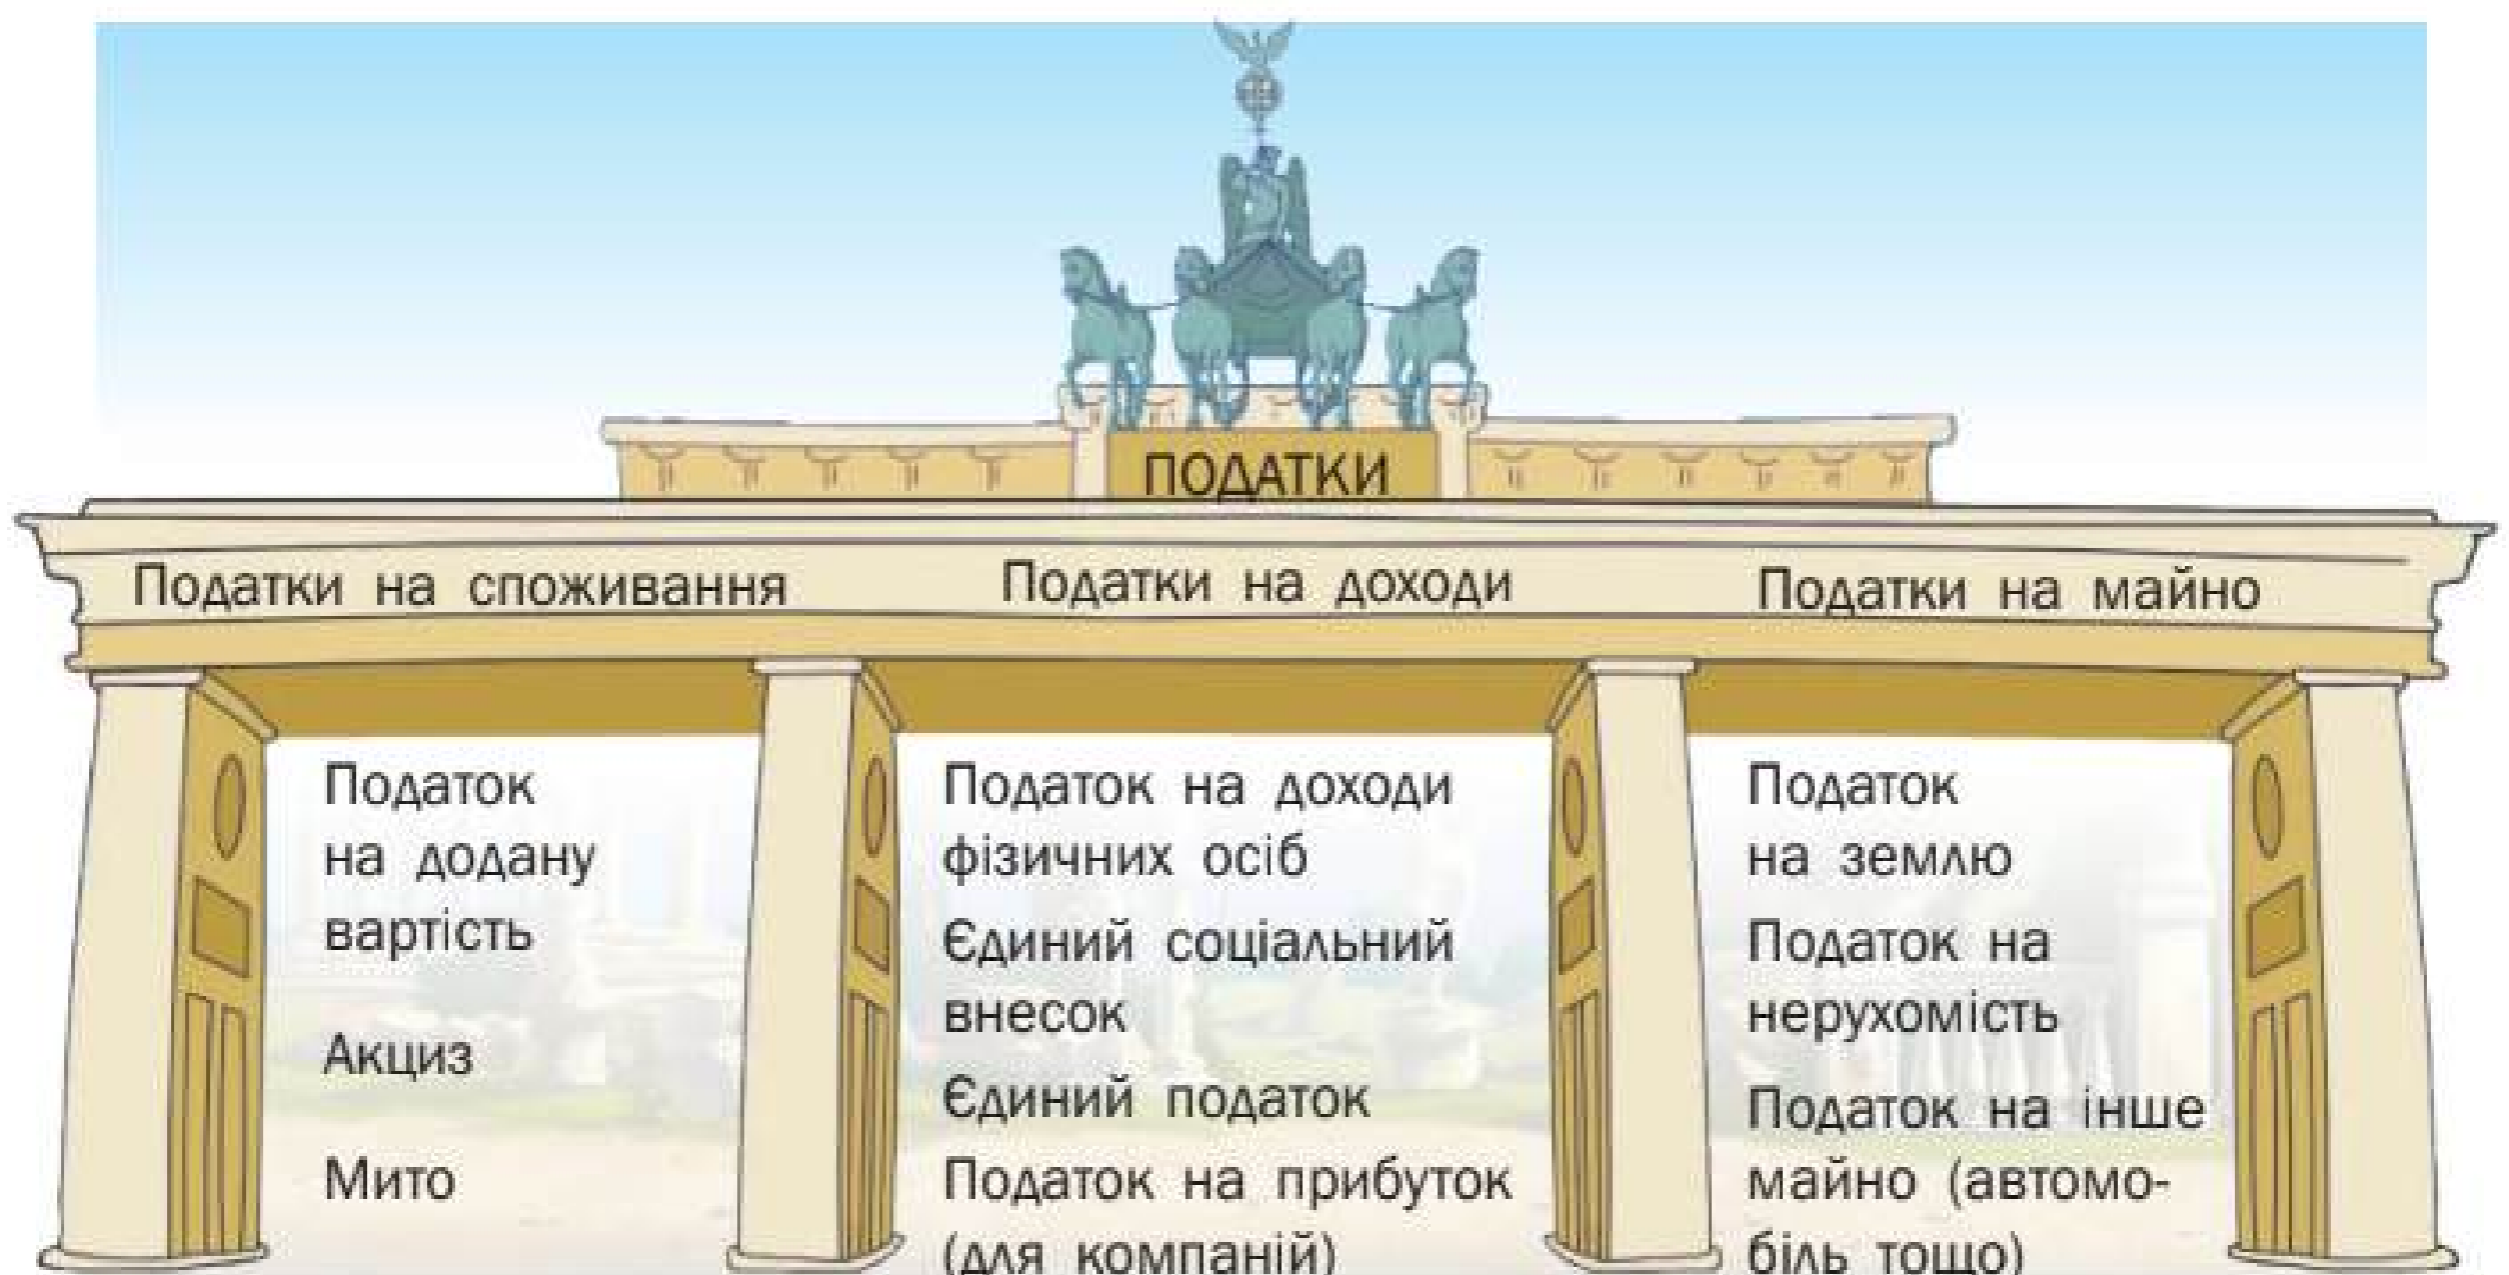 ПОДАТКИ
Податки на споживання
Податки на доходи
Податки на майно
Податок
на додану
вартість
Акциз
Мито
Податок на доходи
фізичних осіб
Єдиний соціальний
внесок
Єдиний податок
Податок на прибуток
(для компаній)
Податок
на землю
Податок на
нерухомість
Податок на інше
майно (автомо-
біль тощо)